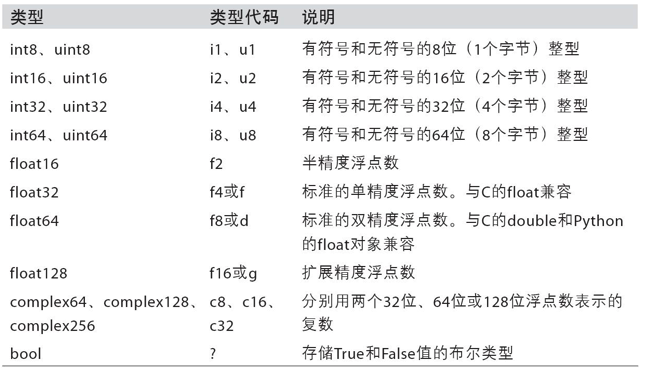 类型 类型代码 说明
int8、uint8 i1、u1 有符号和无符号的8位（1个字节）整型
int16、uint16 i2、u2 有符号和无符号的16位（2个字节）整型
int32、uint32 i4、u4 有符号和无符号的32位（4个字节）整型
int64、uint64 i8、u8 有符号和无符号的64位（8个字节）整型
float16 f2 半精度浮点数
float32 f4或f 标准的单精度浮点数。与C的float兼容
float64 f8或d 标准的双精度浮点数。与C的double和Python
的float对象兼容
float128 f16或g 扩展精度浮点数
complex64、complex128、 c8、c16、 分别用两个32位、64位或128位浮点数表示的
complex256 c32 复数
bool ? 存储True和False值的布尔类型